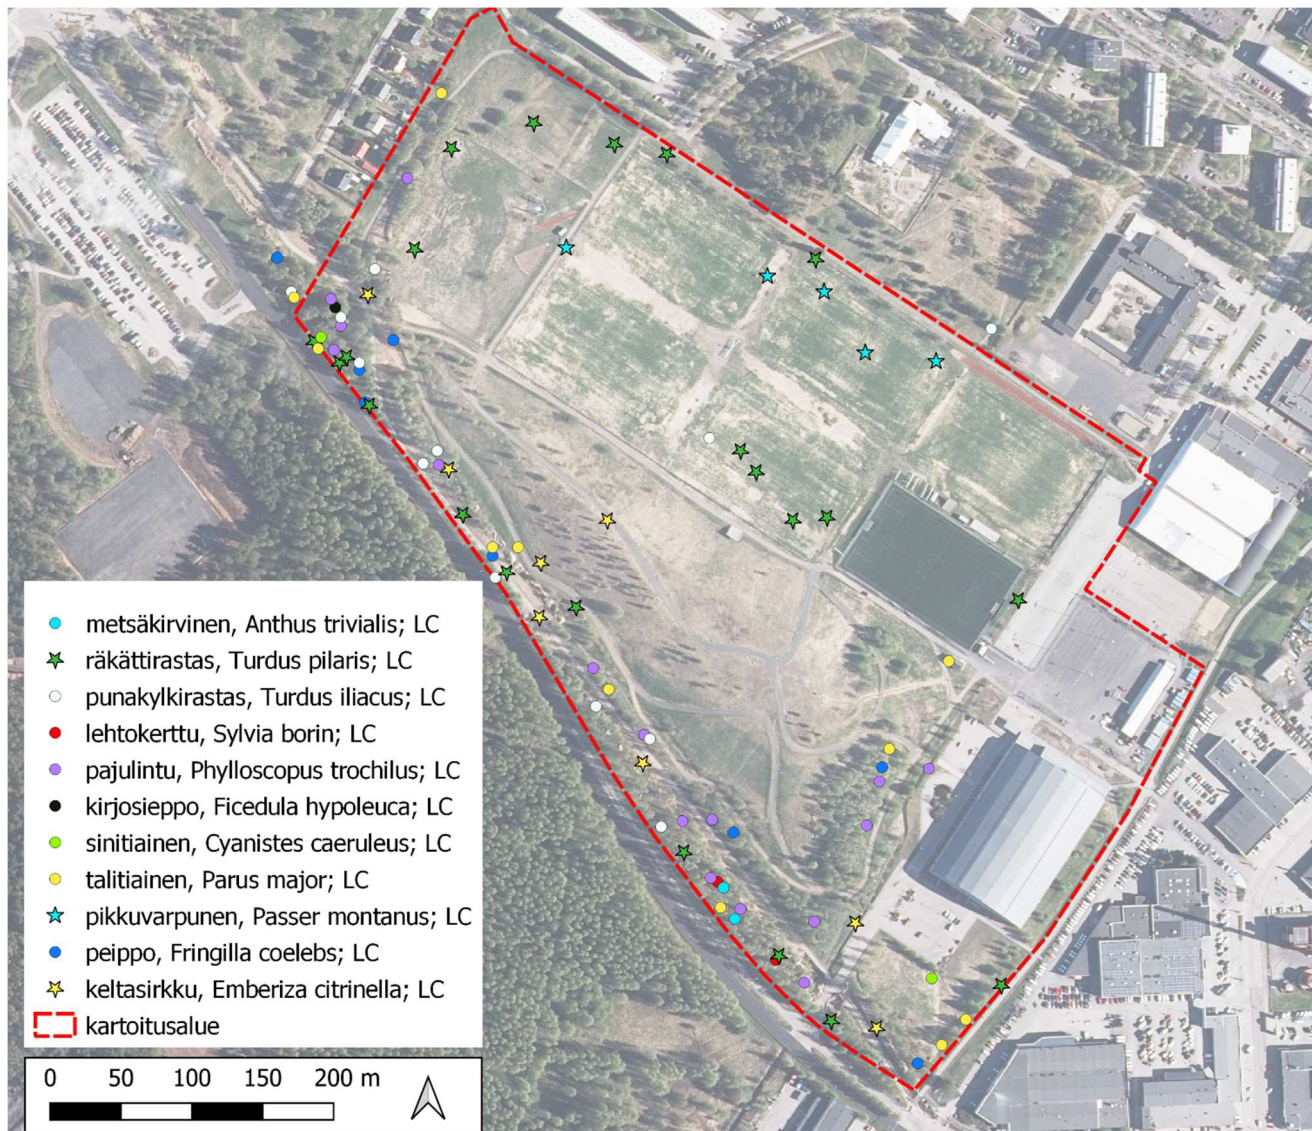 metsäkirvinen, Anthus trivialis; LC
räkättirastas, Turdus pilaris; LC
punakylkirastas, Turdus iliacus; LC
lehtokerttu, Sylvia borin; LC
pajulintu, Phylloscopus trochilus; LC
kirjosieppo, Ficedula hypoleuca; LC
sinitiainen, Cyanistes caeruleus; LC
talitiainen, Parus major; LC
pikkuvarpunen, Passer montanus; LC
peippo, Fringilla coelebs; LC
keltasirkku, Emberiza citrinella; LC
kartoitusalue
0 50 100 150 200 m